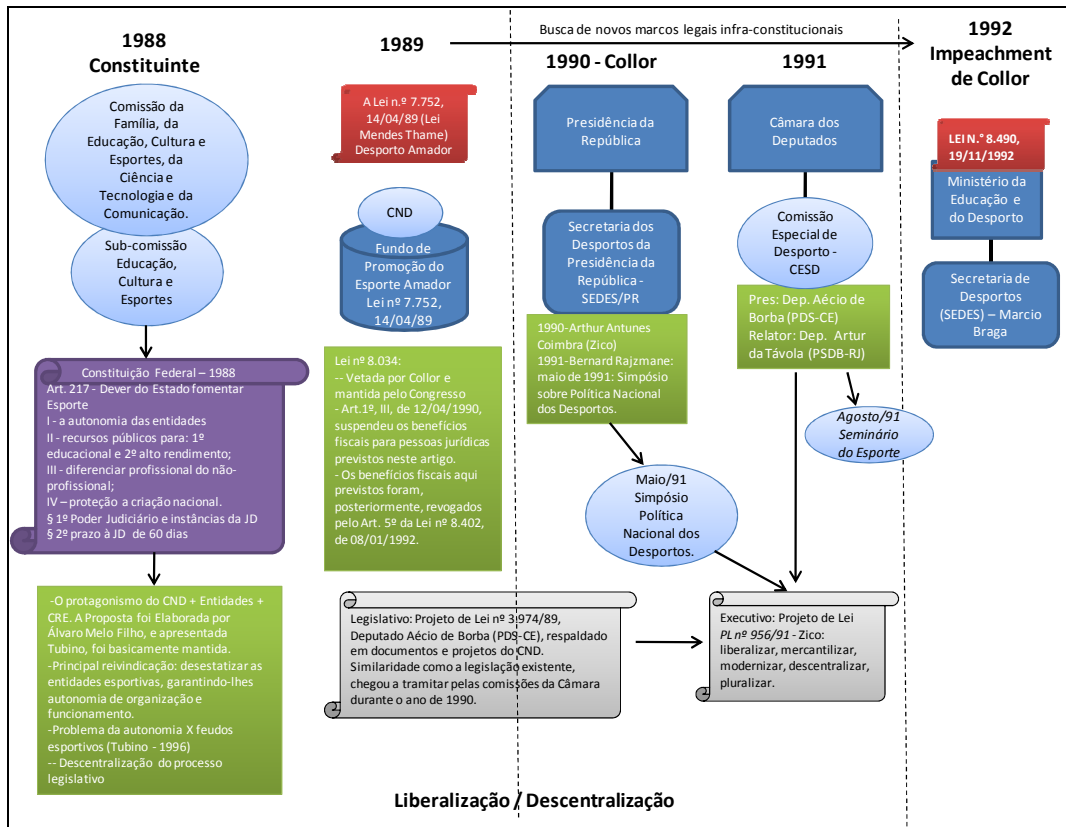 1988
Constituinte
Comissão da
Família, da
Educação, Cultura e
Esportes, da
Ciência e
Tecnologia e da
Comunicação.
Sub-comissão
Educação,
Cultura e
Esportes
Constituição Federal – 1988
Art. 217 - Dever do Estado fomentar
Esporte
I - a autonomia das entidades
II - recursos públicos para: 1º
educacional e 2º alto rendimento;
III - diferenciar profissional do não-
profissional;
IV – proteção a criação nacional.
§ 1º Poder Judiciário e instâncias da JD
§ 2º prazo à JD de 60 dias
-O protagonismo do CND + Entidades +
CRE. A Proposta foi Elaborada por
Álvaro Melo Filho, e apresentada
Tubino, foi basicamente mantida.
-Principal reivindicação: desestatizar as
entidades esportivas, garantindo-lhes
autonomia de organização e
funcionamento.
-Problema da autonomia X feudos
esportivos (Tubino - 1996)
-- Descentralização do processo
legislativo
1989
Busca de novos marcos legais infra-constitucionais
A Lei n.º 7.752,
14/04/89 (Lei
Mendes Thame)
Desporto Amador
CND
Fundo de
Promoção do
Esporte Amador
Lei nº 7.752,
14/04/89
Lei nº 8.034:
-- Vetada por Collor e
mantida pelo Congresso
- Art.1º, III, de 12/04/1990,
suspendeu os benefícios
fiscais para pessoas jurídicas
previstos neste artigo.
- Os benefícios fiscais aqui
previstos foram,
posteriormente, revogados
pelo Art. 5º da Lei nº 8.402,
de 08/01/1992.
Legislativo: Projeto de Lei nº 3.974/89,
Deputado Aécio de Borba (PDS-CE), respaldado
em documentos e projetos do CND.
Similaridade como a legislação existente,
chegou a tramitar pelas comissões da Câmara
durante o ano de 1990.
1990 - Collor
Presidência da
República
Secretaria dos
Desportos da
Presidência da
República -
SEDES/PR
1990-Arthur Antunes
Coimbra (Zico)
1991-Bernard Rajzmane:
maio de 1991: Simpósio
sobre Política Nacional
dos Desportos.
Maio/91
Simpósio
Política
Nacional dos
Desportos.
1991
Câmara dos
Deputados
Comissão
Especial de
Desporto -
CESD
Pres: Dep. Aécio de
Borba (PDS-CE)
Relator: Dep. Artur
da Távola (PSDB-RJ)
Agosto/91
Seminário
do Esporte
Executivo: Projeto de Lei
PL nº 956/91 - Zico:
liberalizar, mercantilizar,
modernizar, descentralizar,
pluralizar.
1992
Impeachment
de Collor
LEI N.° 8.490,
19/11/1992
Ministério da
Educação e
do Desporto
Secretaria de
Desportos
(SEDES) – Marcio
Braga
Liberalização / Descentralização